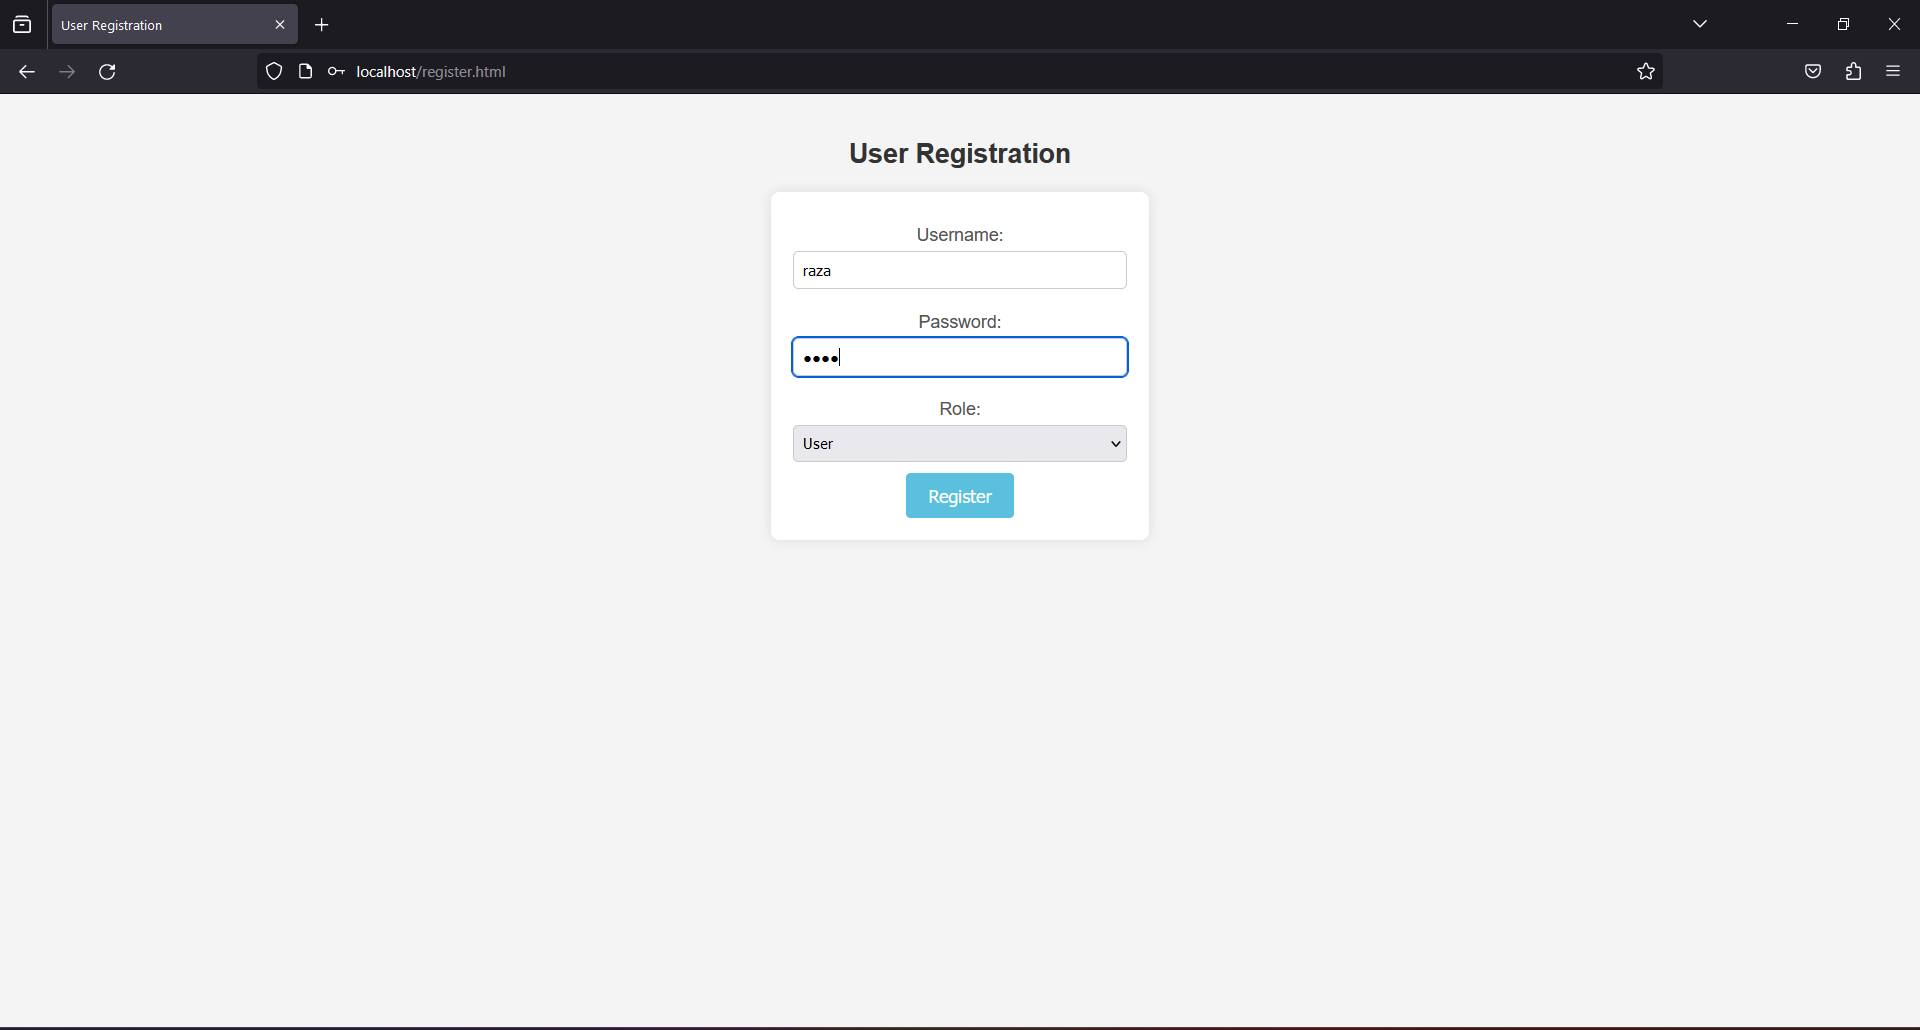 User Registration
localhost/register.html
User Registration
Username:
raza
Password:
••••
Role:
User
Register